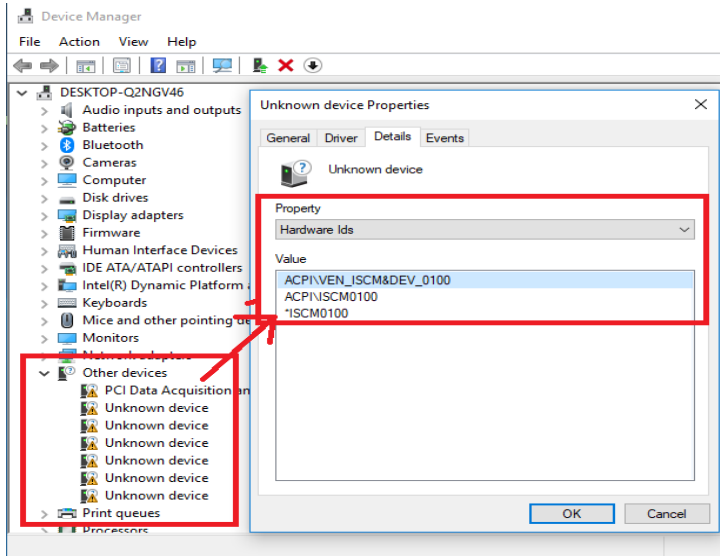 Device Manager
File Action View Help
DESKTOP-Q2NGV46
Audio inputs and outputs
Batteries
Bluetooth
Cameras
Computer
Disk drives
Display adapters
Firmware
Human Interface Devices
IDE ATA/ATAPI controllers
Intel(R) Dynamic Platform
Keyboards
Mice and other pointing de
Monitors
Network adapters
Other devices
PCI Data Acquisition an
Unknown device
Unknown device
Unknown device
Unknown device
Unknown device
Unknown device
Print queues
Processors
Unknown device Properties
General Driver Details Events
Unknown device
Property
Hardware Ids
Value
ACPI\VEN_ISCM&DEV_0100
ACPI\ISCM0100
*ISCM0100
OK Cancel